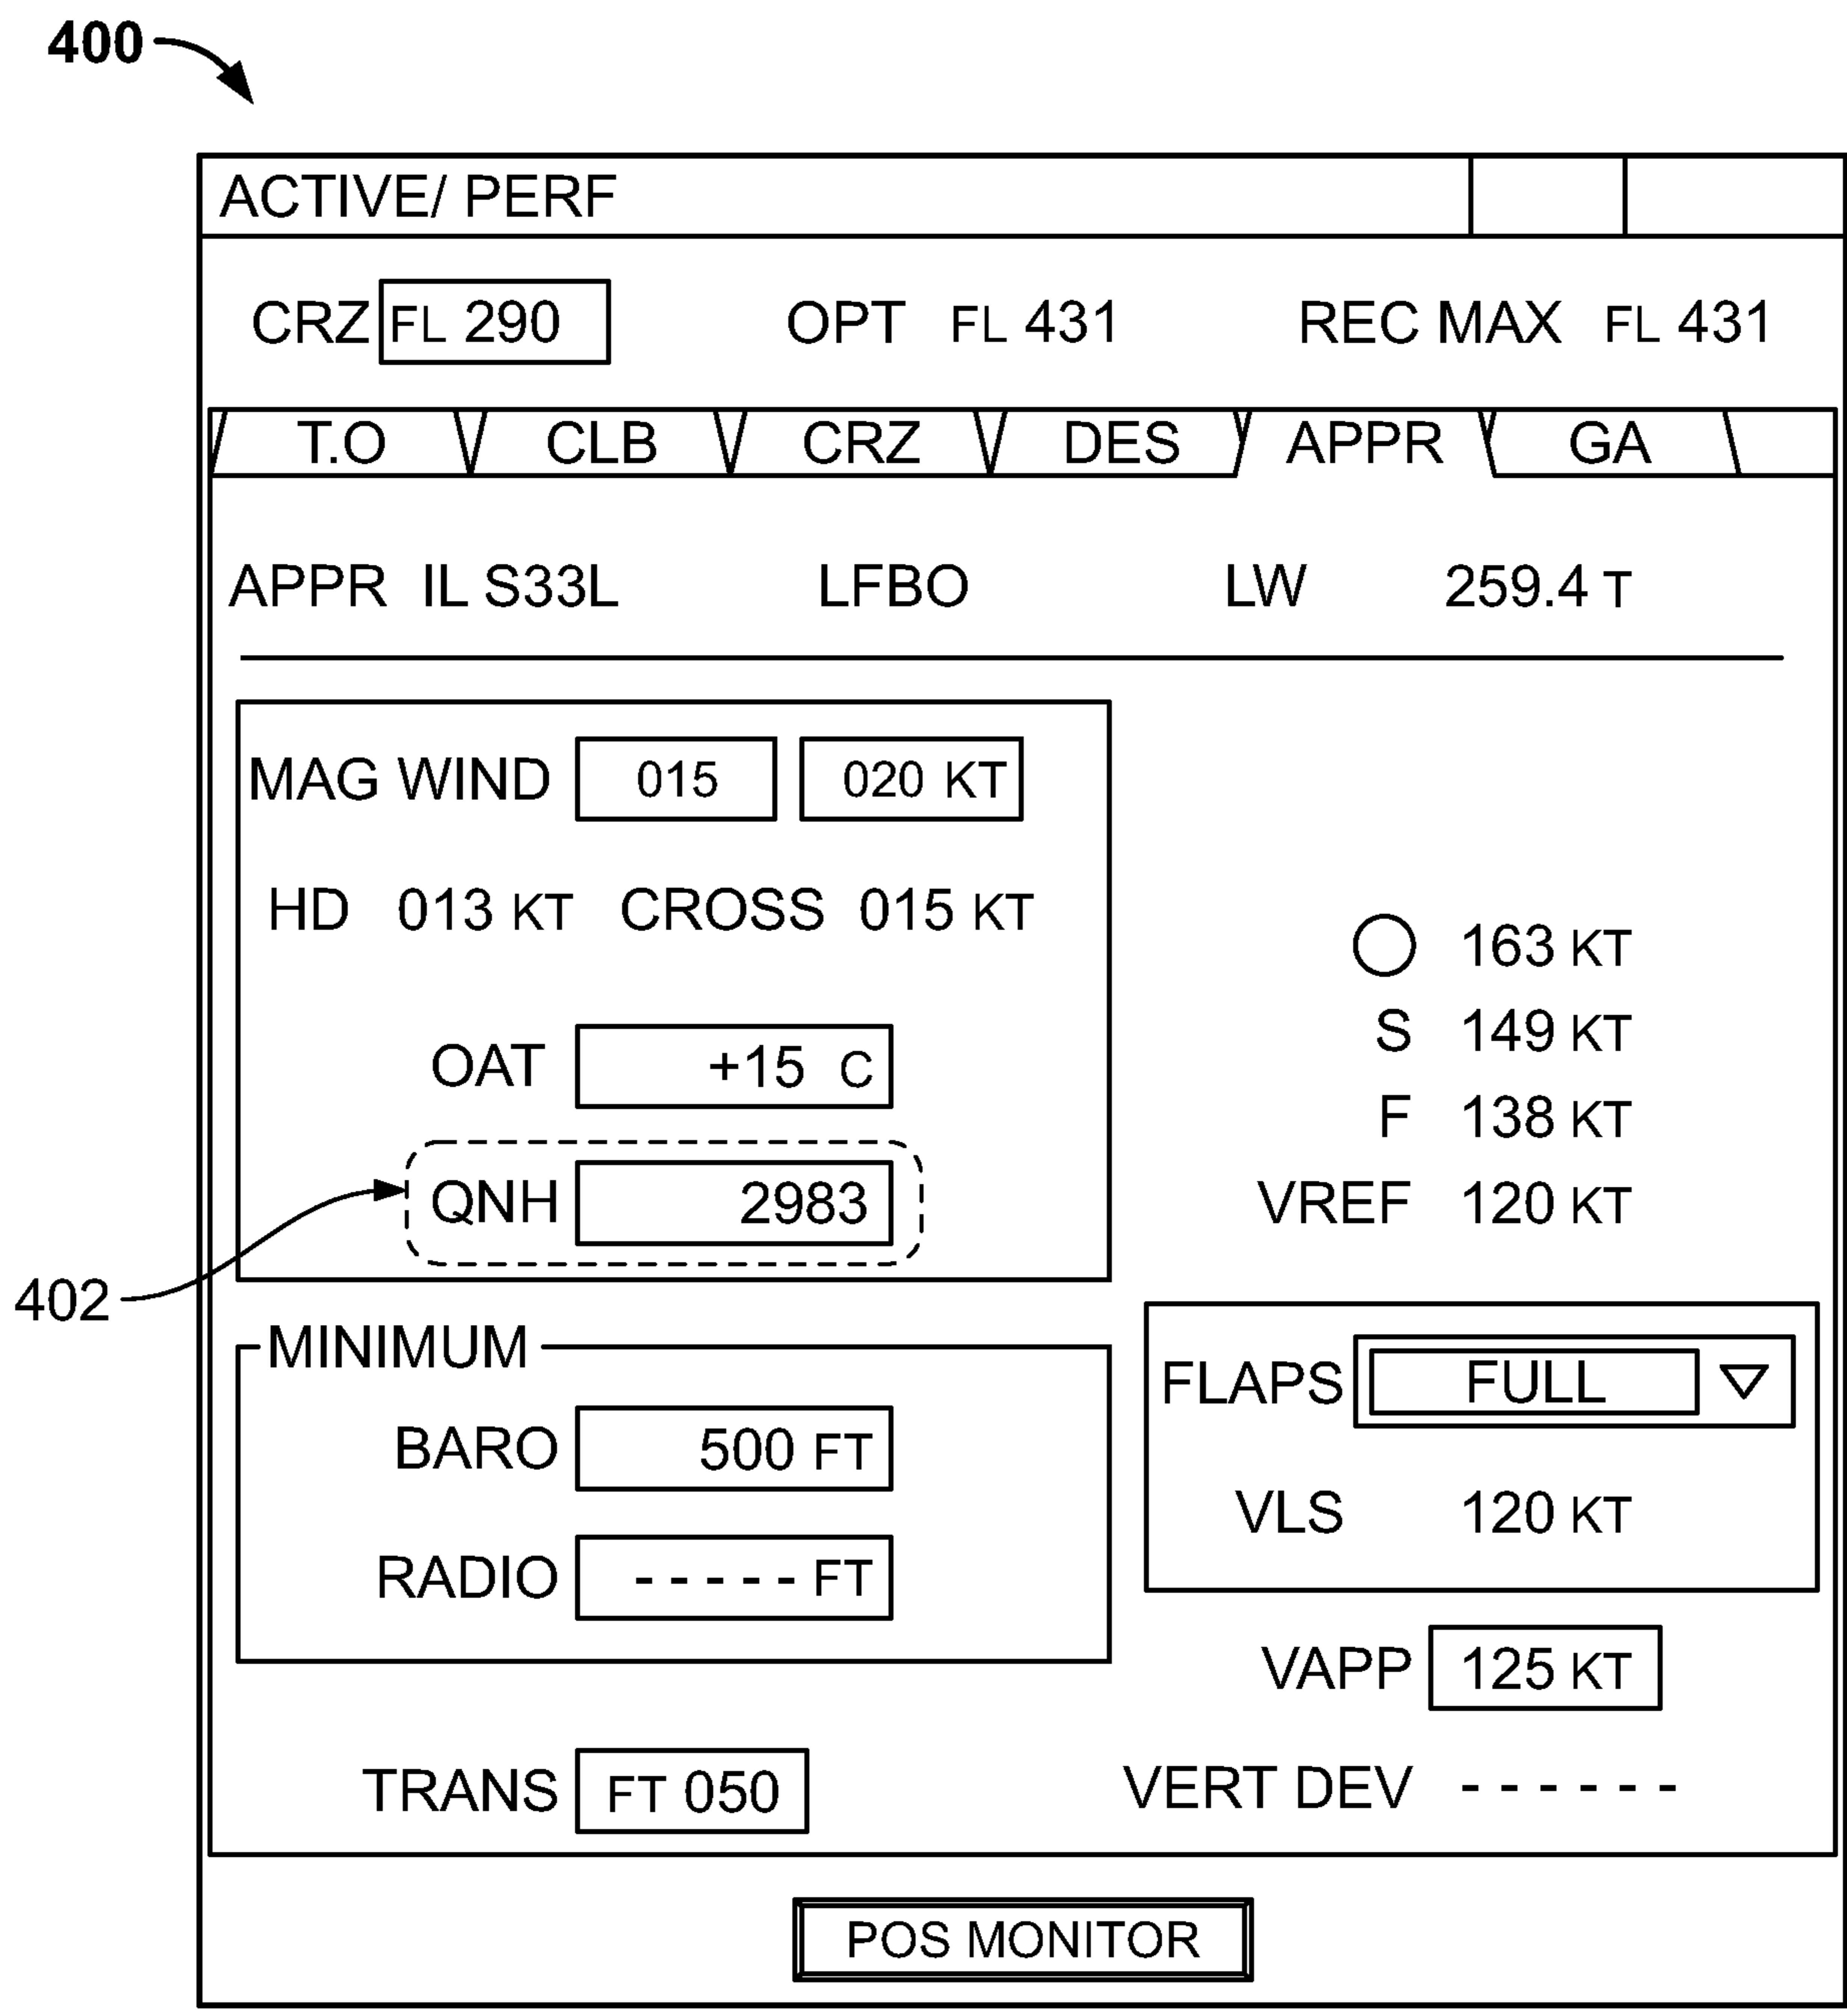 400
ACTIVE/ PERF
CRZ FL 290 OPT FL 431 REC MAX FL 431
T.O CLB CRZ DES APPR GA
APPR IL S33L LFBO LW 259.4 T
MAG WIND 015 020 KT
HD 013 KT CROSS 015 KT
163 KT
S 149 KT
OAT +15 C
F 138 KT
QNH 2983
VREF 120 KT
402
MINIMUM
FLAPS FULL
BARO 500 FT
VLS 120 KT
RADIO - - - - - FT
VAPP 125 KT
TRANS FT 050
VERT DEV - - - - - -
POS MONITOR